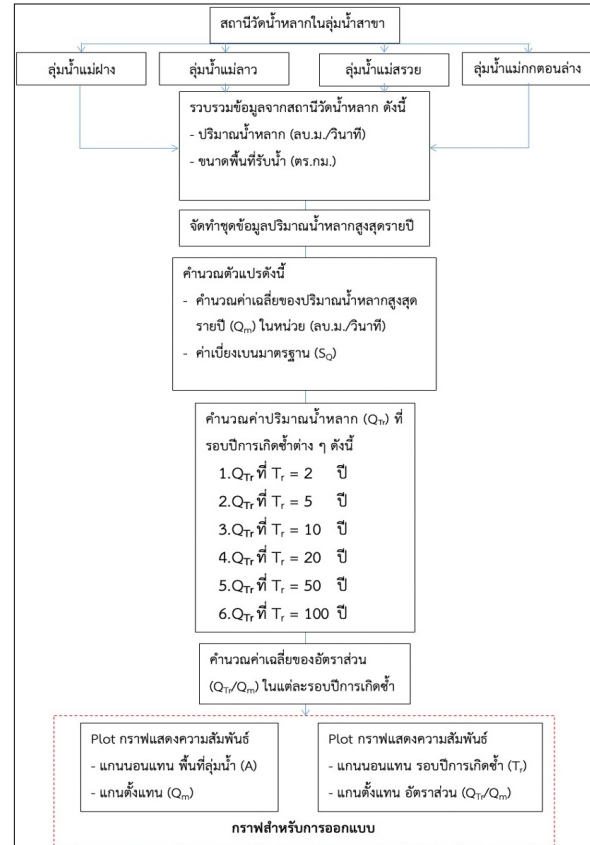 สถานีวัดน้ำหลากในลุ่มน้ำสาขา
ลุ่มน้ำแม่ฝาง
ลุ่มน้ำแม่ลาว
ลุ่มน้ำแม่สรวย
ลุ่มน้ำแม่กกตอนล่าง
รวบรวมข้อมูลจากสถานีวัดน้ำหลาก ดังนี้
- ปริมาณน้ำหลาก (ลบ.ม./วินาที)
- ขนาดพื้นที่รับน้ำ (ตร.กม.)
จัดทำชุดข้อมูลปริมาณน้ำหลากสูงสุดรายปี
คำนวณตัวแปรดังนี้
- คำนวณค่าเฉลี่ยของปริมาณน้ำหลากสูงสุด
รายปี (Qm) ในหน่วย (ลบ.ม./วินาที)
- ค่าเบี่ยงเบนมาตรฐาน (SQ)
คำนวณค่าปริมาณน้ำหลาก (QTr) ที่
รอบปีการเกิดซ้ำต่าง ๆ ดังนี้
1.QTr ที่ Tr = 2 ปี
2.QTr ที่ Tr = 5 ปี
3.QTr ที่ Tr = 10 ปี
4.QTr ที่ Tr = 20 ปี
5.QTr ที่ Tr = 50 ปี
6.QTr ที่ Tr = 100 ปี
คำนวณค่าเฉลี่ยของอัตราส่วน
(QTr/Qm) ในแต่ละรอบปีการเกิดซ้ำ
Plot กราฟแสดงความสัมพันธ์
- แกนนอนแทน พื้นที่ลุ่มน้ำ (A)
- แกนตั้งแทน (Qm)
Plot กราฟแสดงความสัมพันธ์
- แกนนอนแทน รอบปีการเกิดซ้ำ (Tr)
- แกนตั้งแทน อัตราส่วน (QTr/Qm)
กราฟสำหรับการออกแบบ